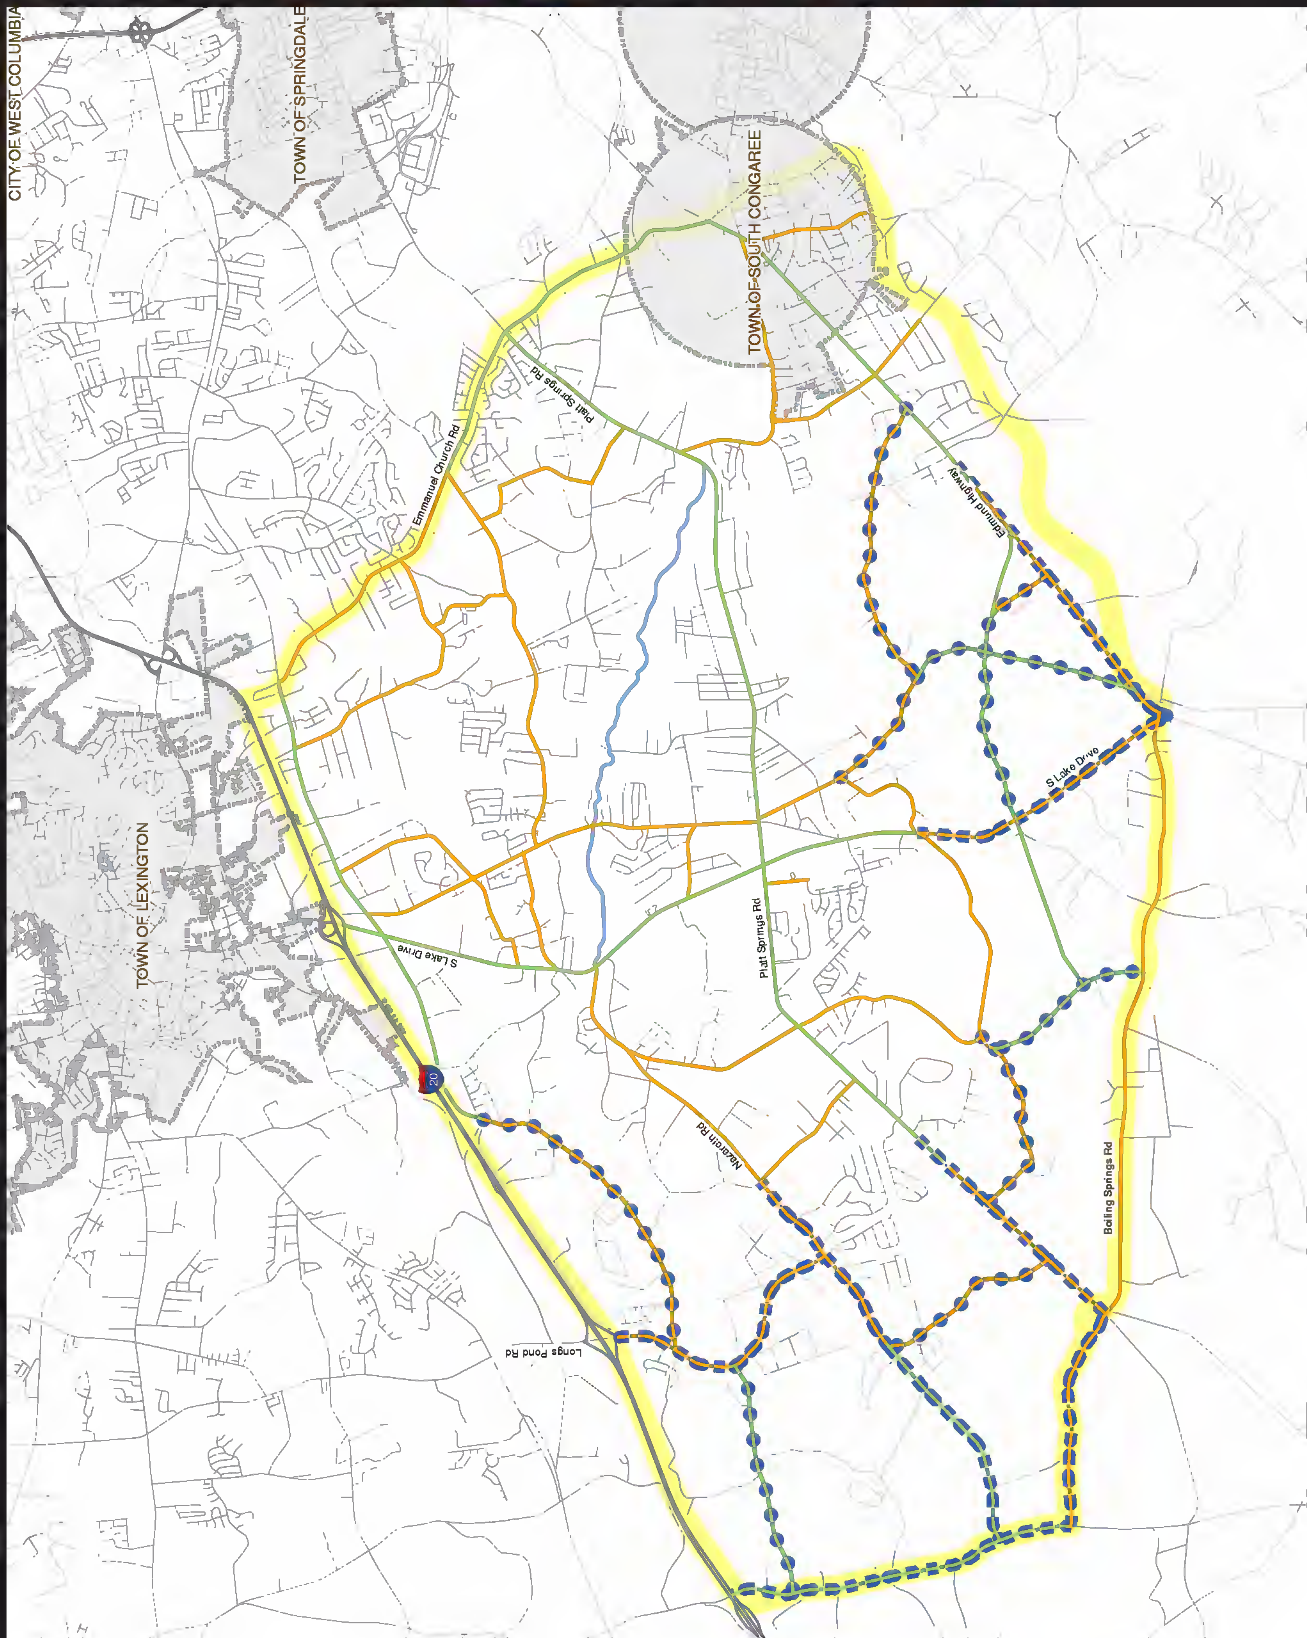 CITY OF WEST COLUMBIA
TOWN OF SPRINGDALE
TOWN OF SOUTH CONGAREE
Platt Springs Rd
Emmanuel Church Rd
Edmund Highway
S Lake Drive
TOWN OF LEXINGTON
S Lake Drive
Platt Springs Rd
20
Nazareth Rd
Boiling Springs Rd
Longs Pond Rd